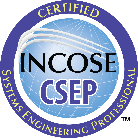 CERTIFIED
INCOSE
CSEP
SYSTEMS ENGINEERING PROFESSIONAL
TM